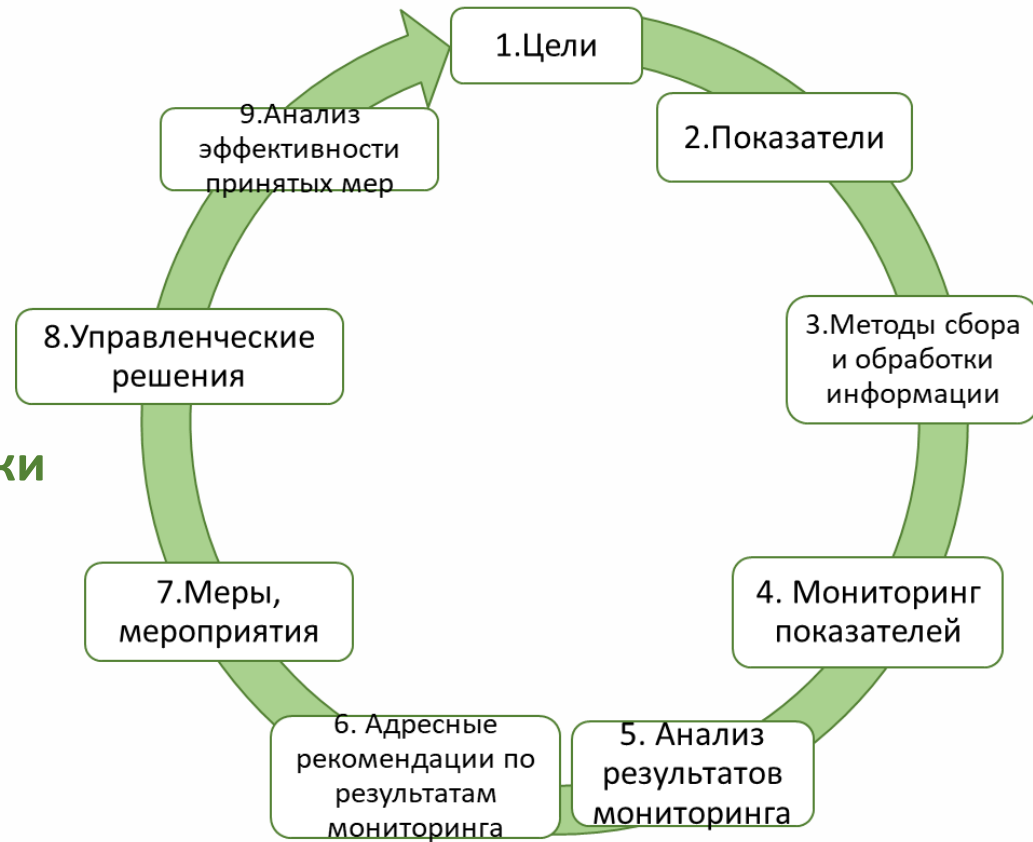 1.Цели
2.Показатели
3.Методы сбора
и обработки
информации
4. Мониторинг
показателей
5. Анализ
результатов
мониторинга
6. Адресные
рекомендации по
результатам
мониторинга
7.Меры,
мероприятия
8.Управленческие
решения
9.Анализ
эффективности
принятых мер
ки